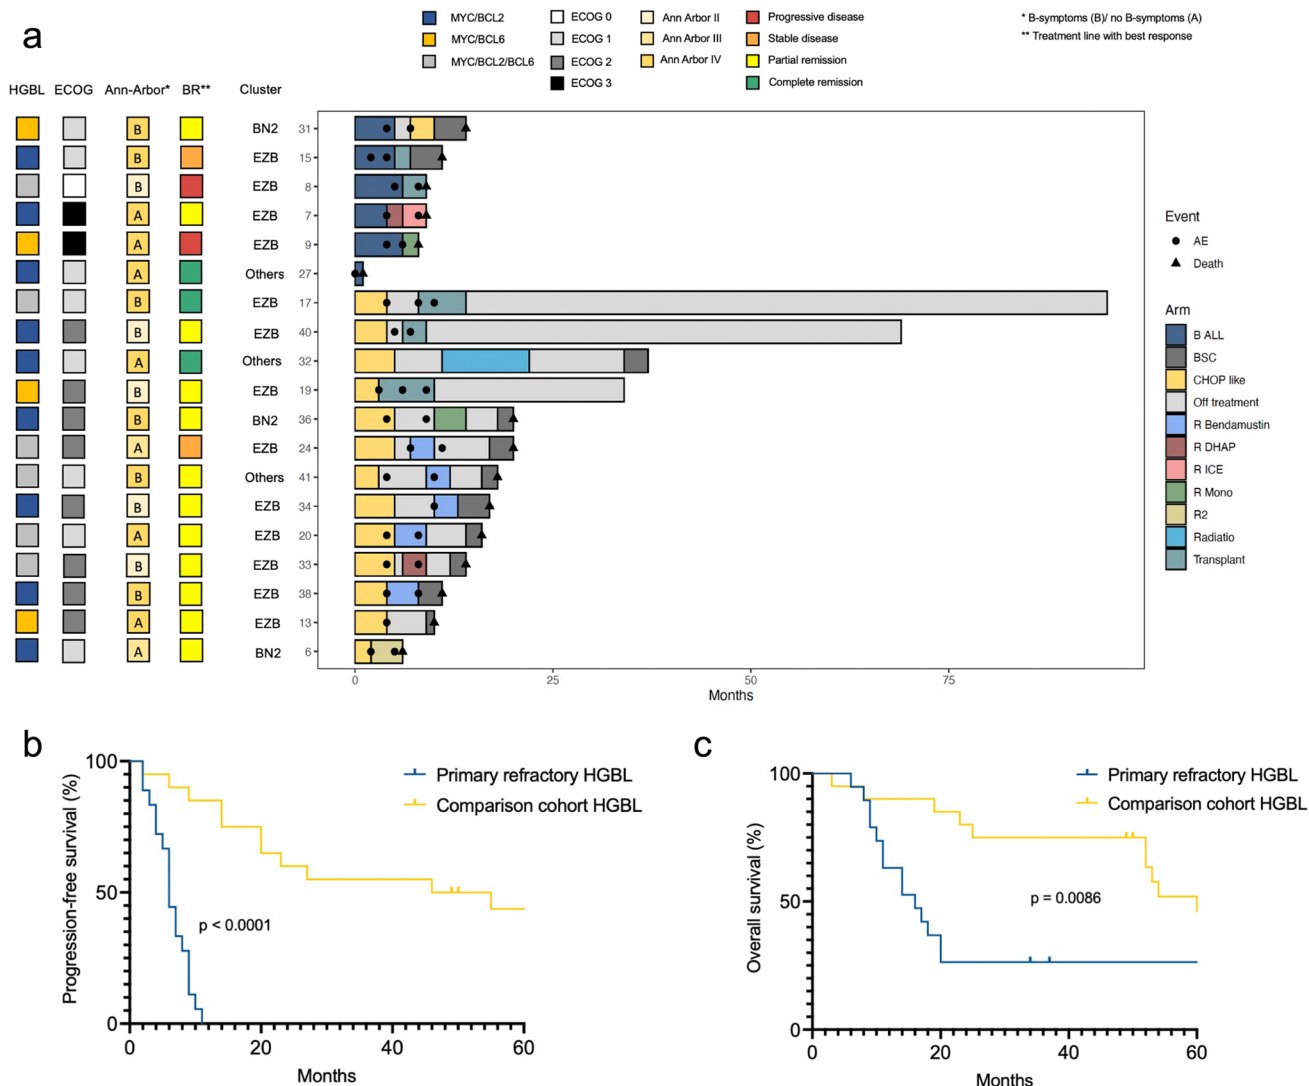 a
MYC/BCL2
MYC/BCL6
MYC/BCL2/BCL6
ECOG 0
ECOG 1
ECOG 2
ECOG 3
Ann Arbor II
Ann Arbor III
Ann Arbor IV
Progressive disease
Stable disease
Partial remission
Complete remission
* B-symptoms (B)/ no B-symptoms (A)
** Treatment line with best response
HGBL ECOG Ann-Arbor* BR** Cluster
B BN2 31
B EZB 15
B EZB 8
A EZB 7
A EZB 9
A Others 27
B EZB 17
B EZB 40
A Others 32
B EZB 19
B BN2 36
A EZB 24
B Others 41
B EZB 34
A EZB 20
B EZB 33
B EZB 38
A EZB 13
A BN2 6
0 25 50 75
Months
Event
AE
Death
Arm
B ALL
BSC
CHOP like
Off treatment
R Bendamustin
R DHAP
R ICE
R Mono
R2
Radiatio
Transplant
b
Progression-free survival (%)
100
50
0
0 20 40 60
Months
Primary refractory HGBL
Comparison cohort HGBL
p < 0.0001
c
Overall survival (%)
100
50
0
0 20 40 60
Months
Primary refractory HGBL
Comparison cohort HGBL
p = 0.0086